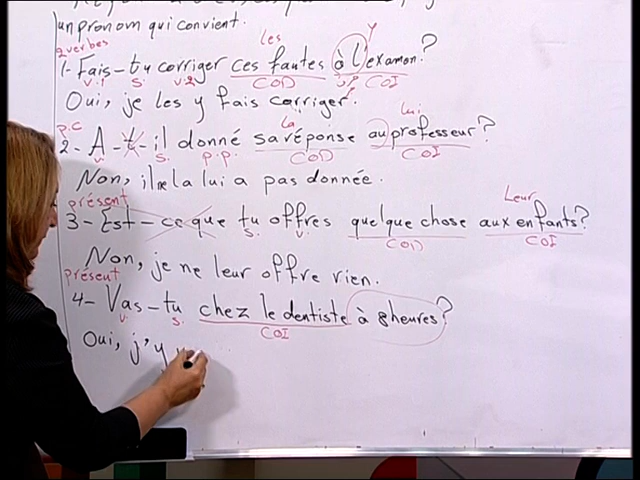 un pronom qui convient.
2 verbes les y
1- Fais-tu corriger ces fautes à l'examen?
v.1 s. v.2 COD COI
Oui, je les y fais corriger.
p.c la lui
2- A-t-il donné sa réponse au professeur?
v s. p.p. COD COI
Non, il ne la lui a pas donnée.
présent Leur
3- Est-ce que tu offres quelque chose aux enfants?
s. v. COD COI
Non, je ne leur offre rien.
présent
4- Vas-tu chez le dentiste à 8 heures?
v. s. COI
Oui, j'y v